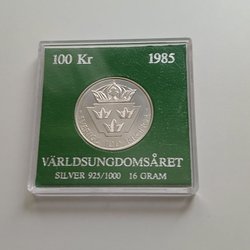 100 Kr 1985
VÄRLDSUNGDOMSÅRET
SILVER 925/1000 16 GRAM